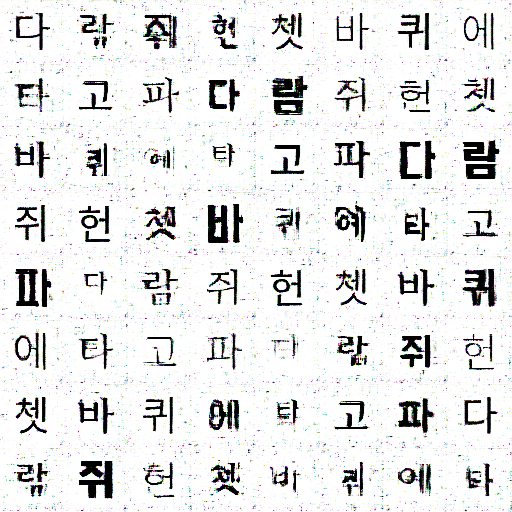 다 람 쥐 헌 쳇 바 퀴 에
타 고 파 다 람 쥐 헌 쳇
바 퀴 에 타 고 파 다 람
쥐 헌 쳇 바 퀴 에 타 고
파 다 람 쥐 헌 쳇 바 퀴
에 타 고 파 다 람 쥐 헌
쳇 바 퀴 에 타 고 파 다
람 쥐 헌 쳇 바 퀴 에 타